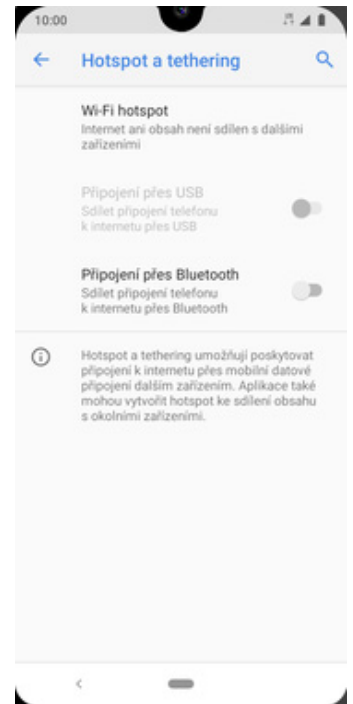 10:00
Hotspot a tethering
Wi-Fi hotspot
Internet ani obsah není sdílen s dalšími
zařízeními
Připojení přes USB
Sdílet připojení telefonu
k internetu přes USB
Připojení přes Bluetooth
Sdílet připojení telefonu
k internetu přes Bluetooth
Hotspot a tethering umožňují poskytovat
připojení k internetu přes mobilní datové
připojení dalším zařízením. Aplikace také
mohou vytvořit hotspot ke sdílení obsahu
s okolními zařízeními.